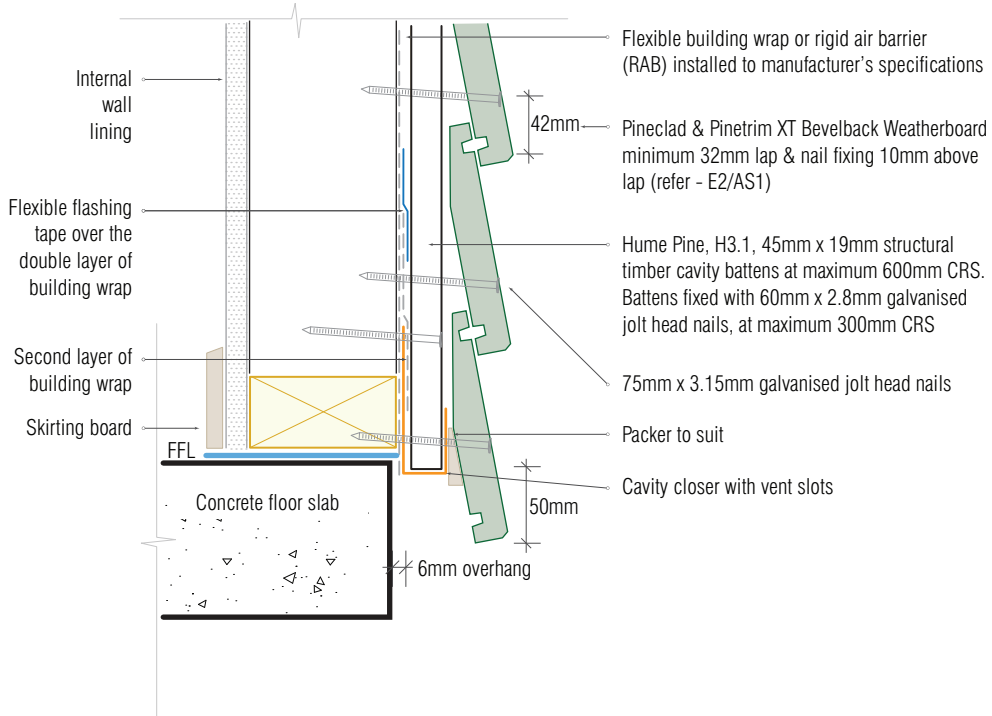 Internal
wall
lining
Flexible flashing
tape over the
double layer of
building wrap
Second layer of
building wrap
Skirting board
FFL
Concrete floor slab
6mm overhang
50mm
42mm
Flexible building wrap or rigid air barrier
(RAB) installed to manufacturer's specifications
Pineclad & Pinetrim XT Bevelback Weatherboard
minimum 32mm lap & nail fixing 10mm above
lap (refer - E2/AS1)
Hume Pine, H3.1, 45mm x 19mm structural
timber cavity battens at maximum 600mm CRS.
Battens fixed with 60mm x 2.8mm galvanised
jolt head nails, at maximum 300mm CRS
75mm x 3.15mm galvanised jolt head nails
Packer to suit
Cavity closer with vent slots